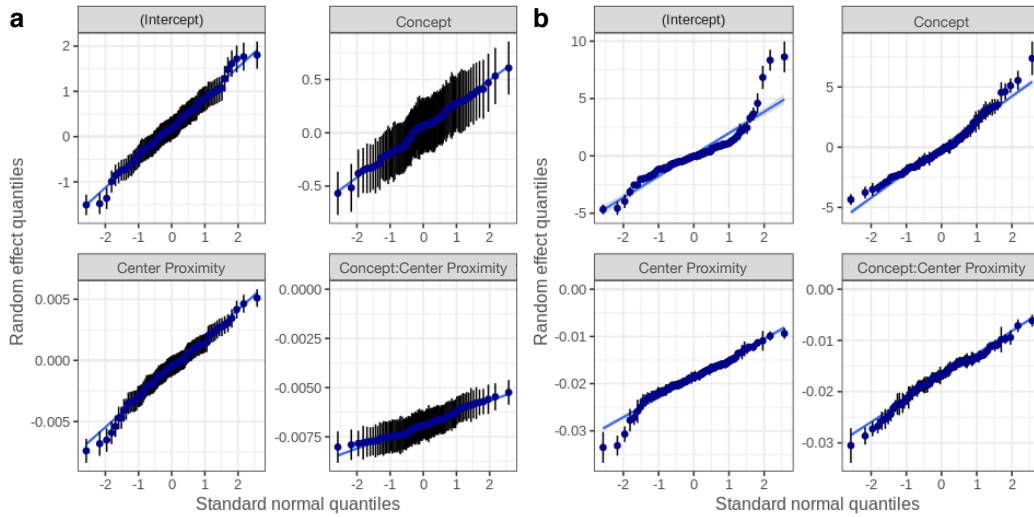 a
(Intercept)
Concept
2
1
0
-1
0.5
0.0
-0.5
-2 -1 0 1 2
-2 -1 0 1 2
Center Proximity
Concept:Center Proximity
0.005
0.000
-0.005
0.0000
-0.0025
-0.0050
-0.0075
-2 -1 0 1 2
-2 -1 0 1 2
Random effect quantiles
Standard normal quantiles
b
(Intercept)
Concept
10
5
0
-5
5
0
-5
-2 -1 0 1 2
-2 -1 0 1 2
Center Proximity
Concept:Center Proximity
0.00
-0.01
-0.02
-0.03
0.00
-0.01
-0.02
-0.03
-2 -1 0 1 2
-2 -1 0 1 2
Random effect quantiles
Standard normal quantiles